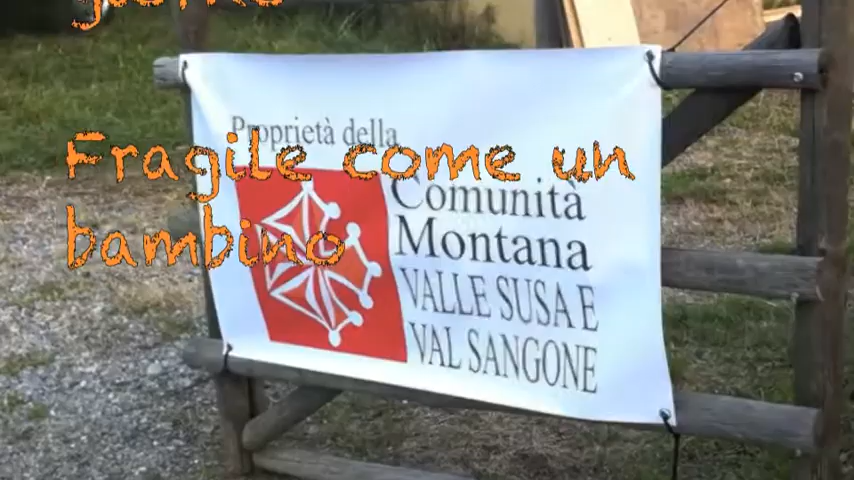 Proprietà della
Fragile come un
bambino
Comunità
Montana
VALLE SUSA E
VAL SANGONE